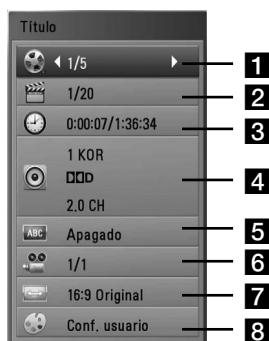 Título
1/5 1
1/20 2
0:00:07/1:36:34 3
1 KOR
DD D 4
2.0 CH
ABC Apagado 5
1/1 6
16:9 Original 7
Conf. usuario 8